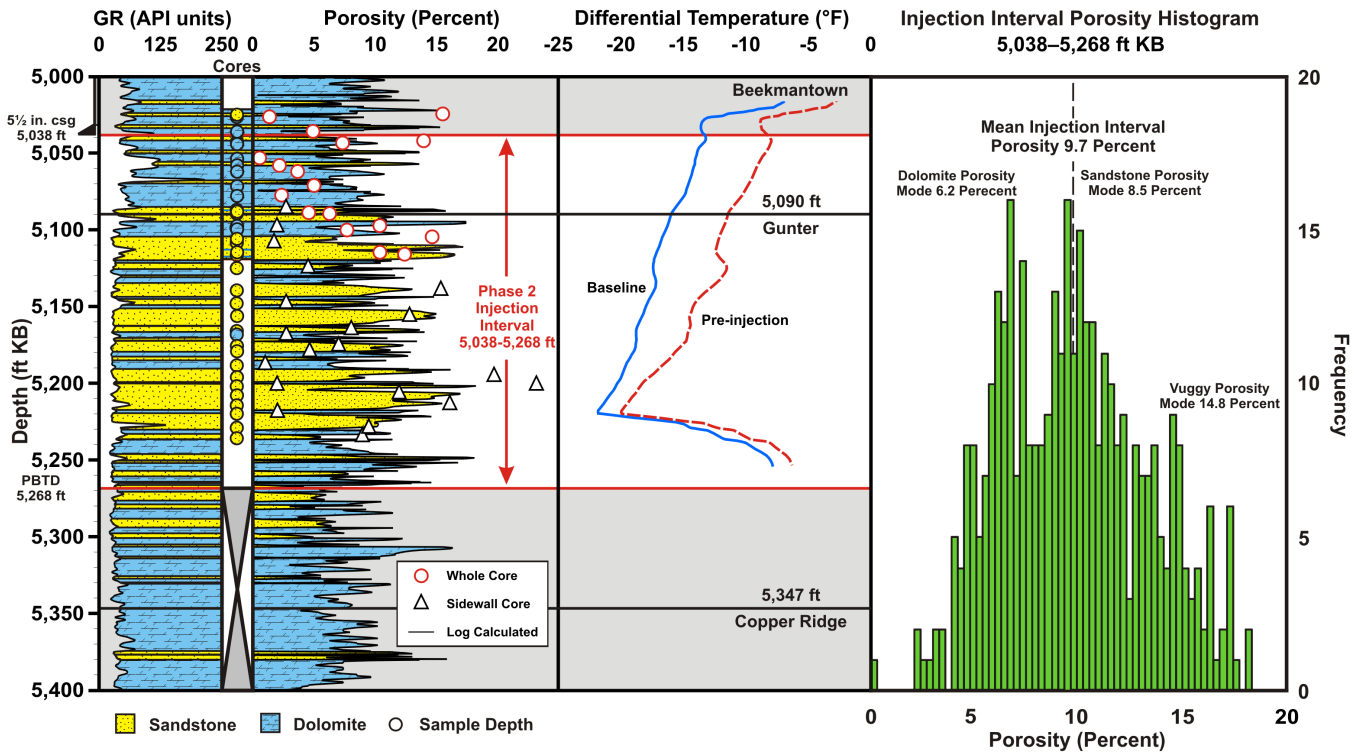 GR (API units)
Porosity (Percent)
Differential Temperature (°F)
Injection Interval Porosity Histogram
5,038–5,268 ft KB
0 125 250 0 5 10 15 20 -25 -20 -15 -10 -5 0
Cores
5,000
5,050
5,100
5,150
5,200
5,250
5,300
5,350
5,400
Depth (ft KB)
5½ in. csg
5,038 ft
PBTD
5,268 ft
Phase 2
Injection
Interval
5,038-5,268 ft
Whole Core
Sidewall Core
Log Calculated
Beekmantown
5,090 ft
Gunter
Baseline
Pre-injection
5,347 ft
Copper Ridge
Mean Injection Interval
Porosity 9.7 Percent
Dolomite Porosity
Mode 6.2 Perecent
Sandstone Porosity
Mode 8.5 Percent
Vuggy Porosity
Mode 14.8 Percent
20
15
10
5
0
Frequency
0 5 10 15 20
Porosity (Percent)
Sandstone
Dolomite
Sample Depth